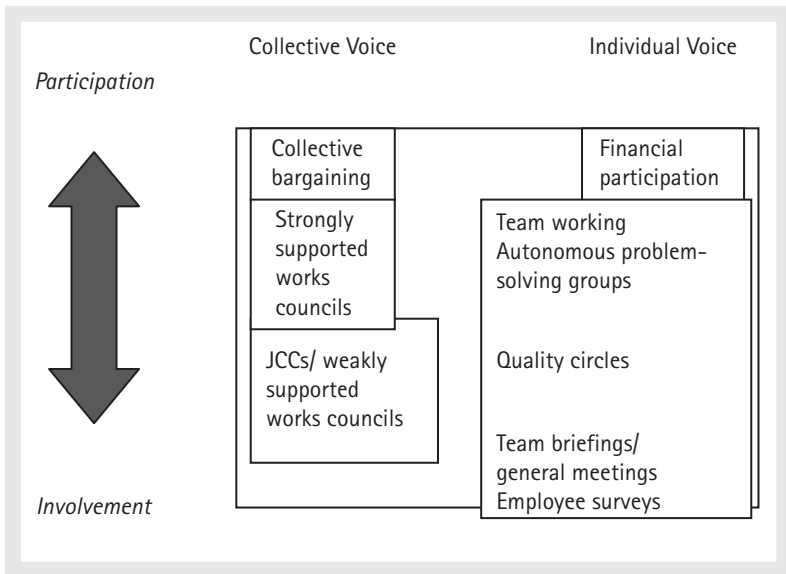 Collective Voice
Individual Voice
Participation
Collective
bargaining
Financial
participation
Strongly
supported
works
councils
Team working
Autonomous problem-
solving groups
JCCs/ weakly
supported
works councils
Quality circles
Team briefings/
general meetings
Employee surveys
Involvement